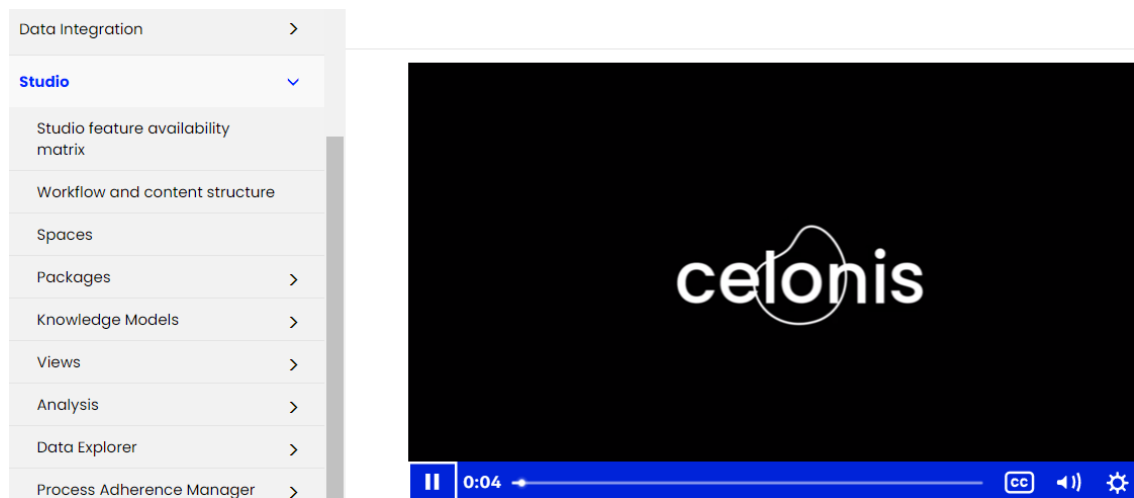 Data Integration
Studio
Studio feature availability
matrix
Workflow and content structure
Spaces
Packages
Knowledge Models
Views
Analysis
Data Explorer
Process Adherence Manager
celonis
0:04
CC